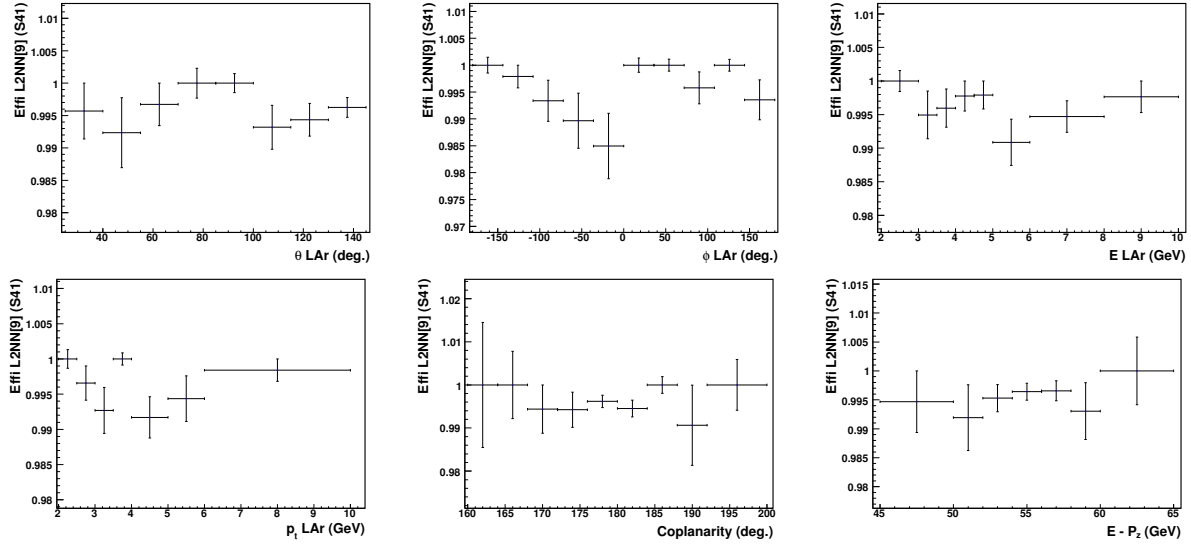 Effi L2NN[9] (S41)
1.01
1.005
1
0.995
0.99
0.985
0.98
40 60 80 100 120 140
θ LAr (deg.)
Effi L2NN[9] (S41)
1.01
1.005
1
0.995
0.99
0.985
0.98
0.975
0.97
-150 -100 -50 0 50 100 150
ϕ LAr (deg.)
Effi L2NN[9] (S41)
1.01
1.005
1
0.995
0.99
0.985
0.98
2 3 4 5 6 7 8 9 10
E LAr (GeV)
Effi L2NN[9] (S41)
1.01
1.005
1
0.995
0.99
0.985
0.98
2 3 4 5 6 7 8 9 10
pt LAr (GeV)
Effi L2NN[9] (S41)
1.02
1.01
1
0.99
0.98
160 165 170 175 180 185 190 195 200
Coplanarity (deg.)
Effi L2NN[9] (S41)
1.015
1.01
1.005
1
0.995
0.99
0.985
45 50 55 60 65
E - Pz (GeV)